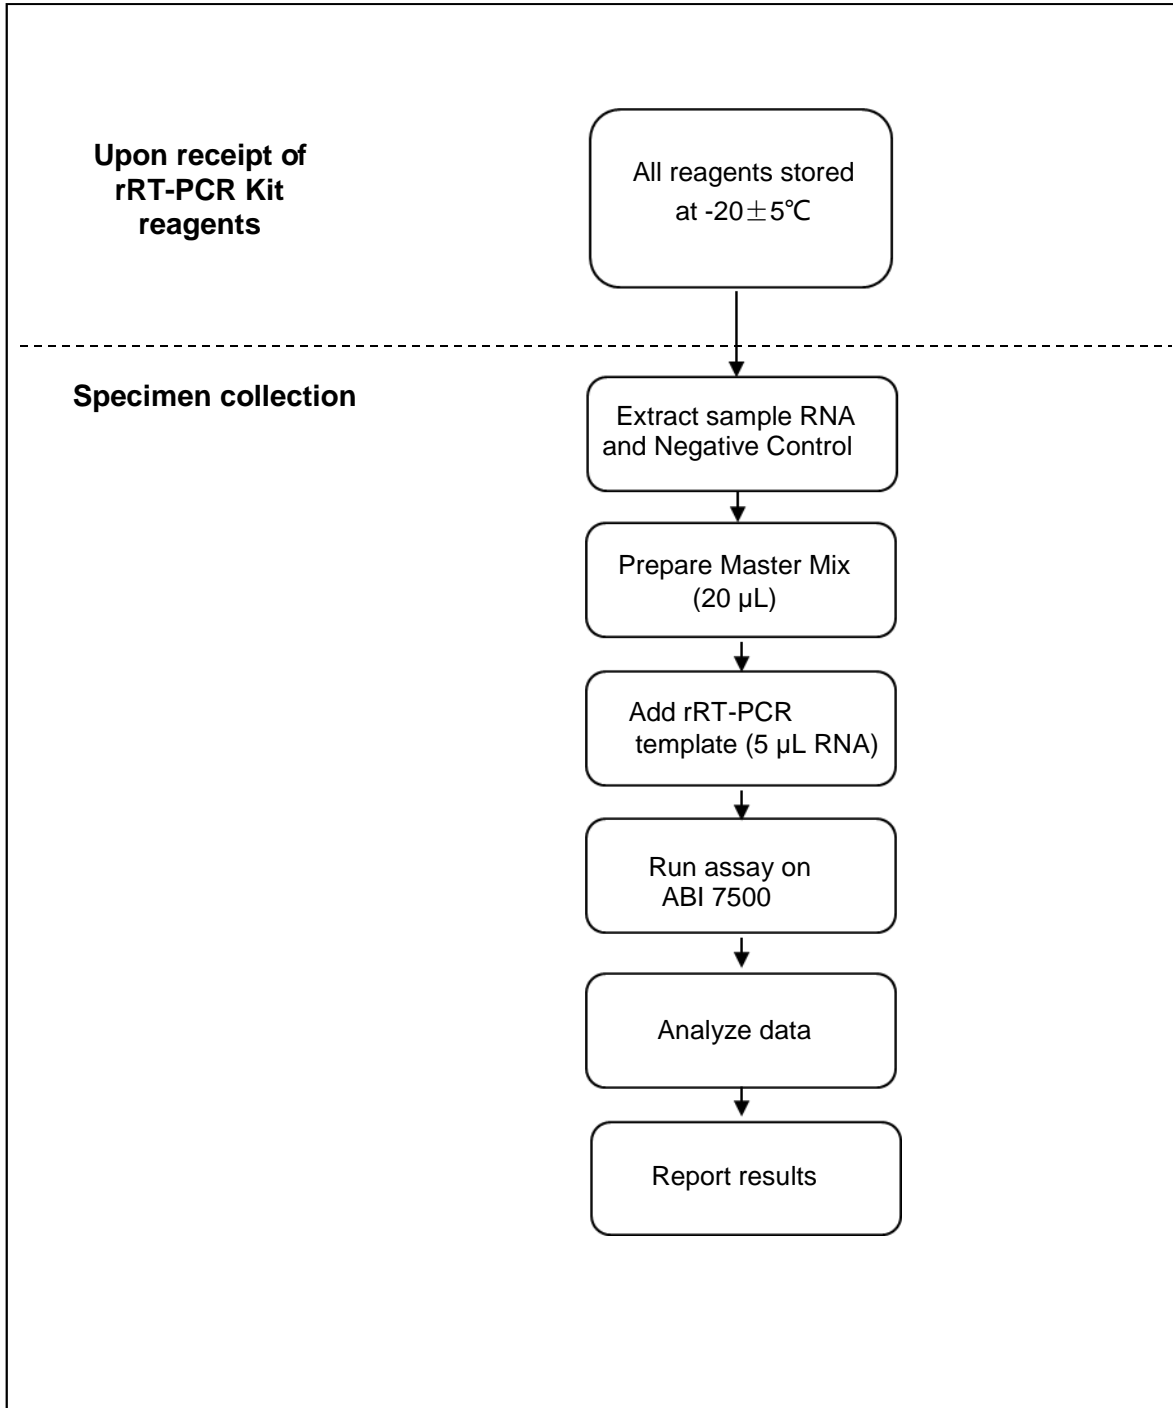 Upon receipt of
rRT-PCR Kit
reagents
All reagents stored
at -20±5℃
Specimen collection
Extract sample RNA
and Negative Control
Prepare Master Mix
(20 µL)
Add rRT-PCR
template (5 µL RNA)
Run assay on
ABI 7500
Analyze data
Report results